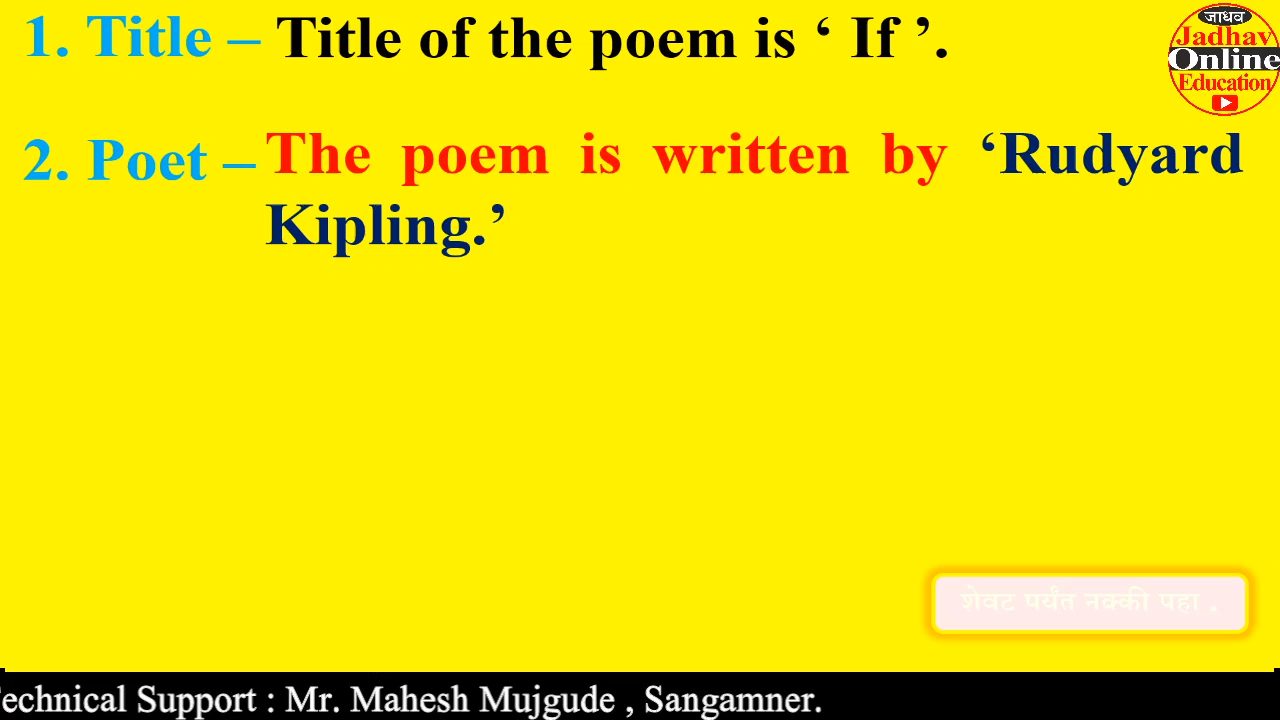 1. Title – Title of the poem is ‘ If ’.
जाधव
Jadhav
Online
Education
2. Poet – The poem is written by ‘Rudyard
Kipling.’
शेवट पर्यंत नक्की पहा .
Technical Support : Mr. Mahesh Mujgude , Sangamner.